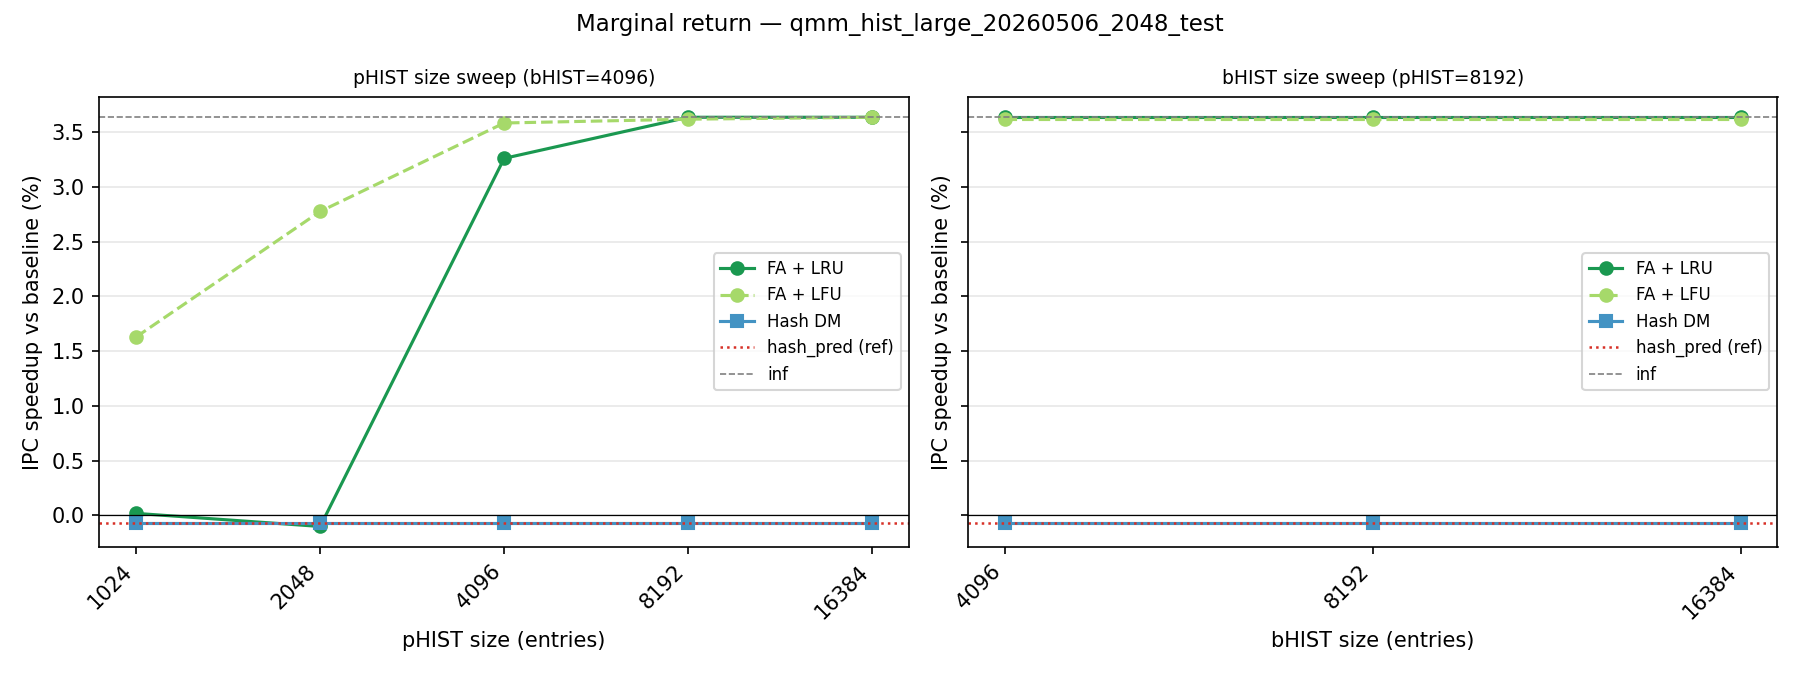 Marginal return — qmm_hist_large_20260506_2048_test
pHIST size sweep (bHIST=4096)
IPC speedup vs baseline (%)
3.5
3.0
2.5
2.0
1.5
1.0
0.5
0.0
FA + LRU
FA + LFU
Hash DM
hash_pred (ref)
inf
1024
2048
4096
8192
16384
pHIST size (entries)
bHIST size sweep (pHIST=8192)
IPC speedup vs baseline (%)
FA + LRU
FA + LFU
Hash DM
hash_pred (ref)
inf
4096
8192
16384
bHIST size (entries)